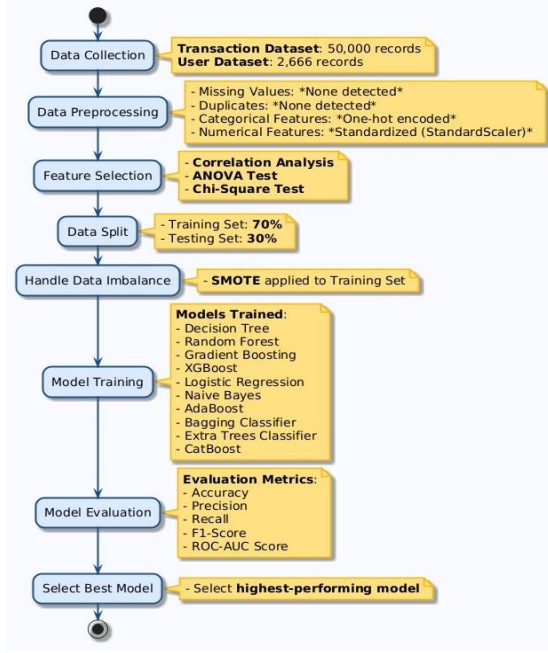 Data Collection
Transaction Dataset: 50,000 records
User Dataset: 2,666 records
Data Preprocessing
- Missing Values: *None detected*
- Duplicates: *None detected*
- Categorical Features: *One-hot encoded*
- Numerical Features: *Standardized (StandardScaler)*
Feature Selection
- Correlation Analysis
- ANOVA Test
- Chi-Square Test
Data Split
- Training Set: 70%
- Testing Set: 30%
Handle Data Imbalance
- SMOTE applied to Training Set
Model Training
Models Trained:
- Decision Tree
- Random Forest
- Gradient Boosting
- XGBoost
- Logistic Regression
- Naive Bayes
- AdaBoost
- Bagging Classifier
- Extra Trees Classifier
- CatBoost
Model Evaluation
Evaluation Metrics:
- Accuracy
- Precision
- Recall
- F1-Score
- ROC-AUC Score
Select Best Model
- Select highest-performing model